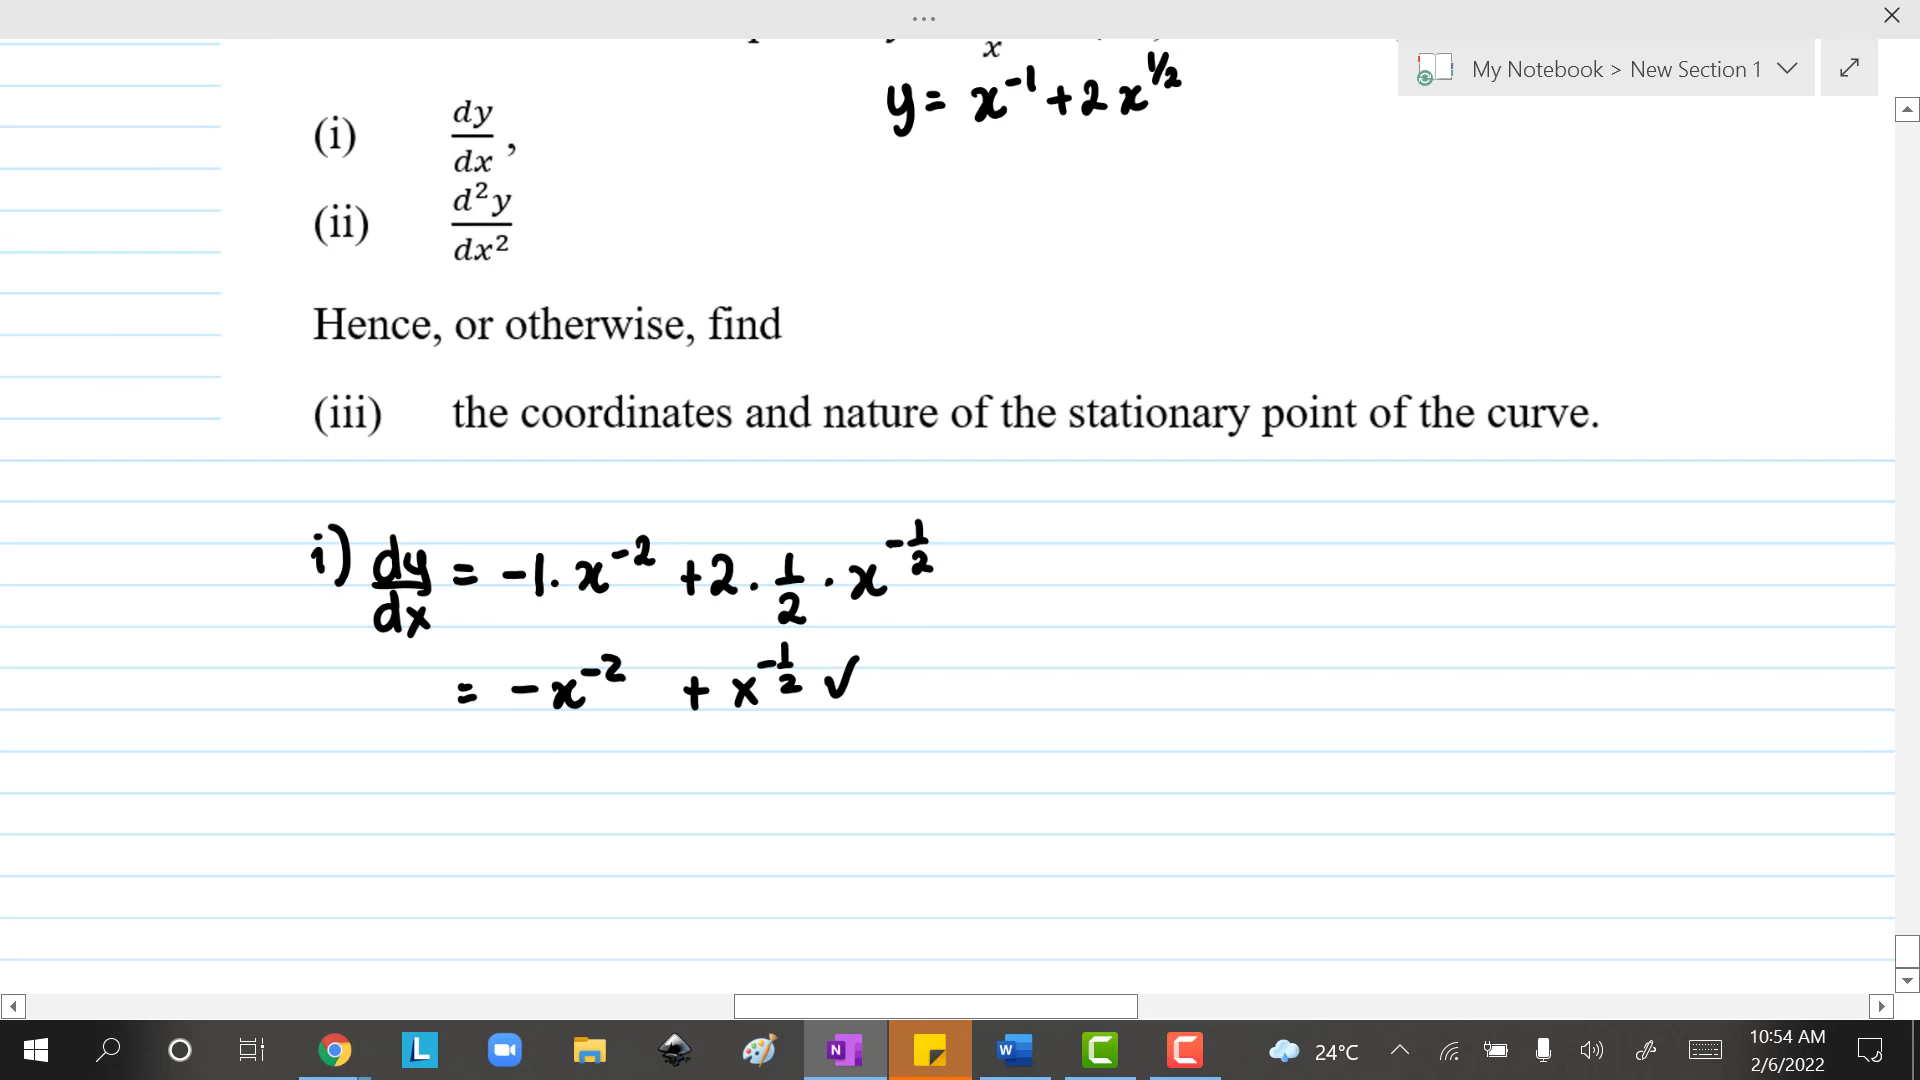 x
My Notebook > New Section 1
y = x⁻¹ + 2x^{1/2}
(i) dy/dx ,
(ii) d²y/dx²
Hence, or otherwise, find
(iii) the coordinates and nature of the stationary point of the curve.
i) dy/dx = -1. x⁻² + 2 . 1/2 . x^{-1/2}
= - x⁻² + x^{-1/2} ✓
24°C
10:54 AM
2/6/2022